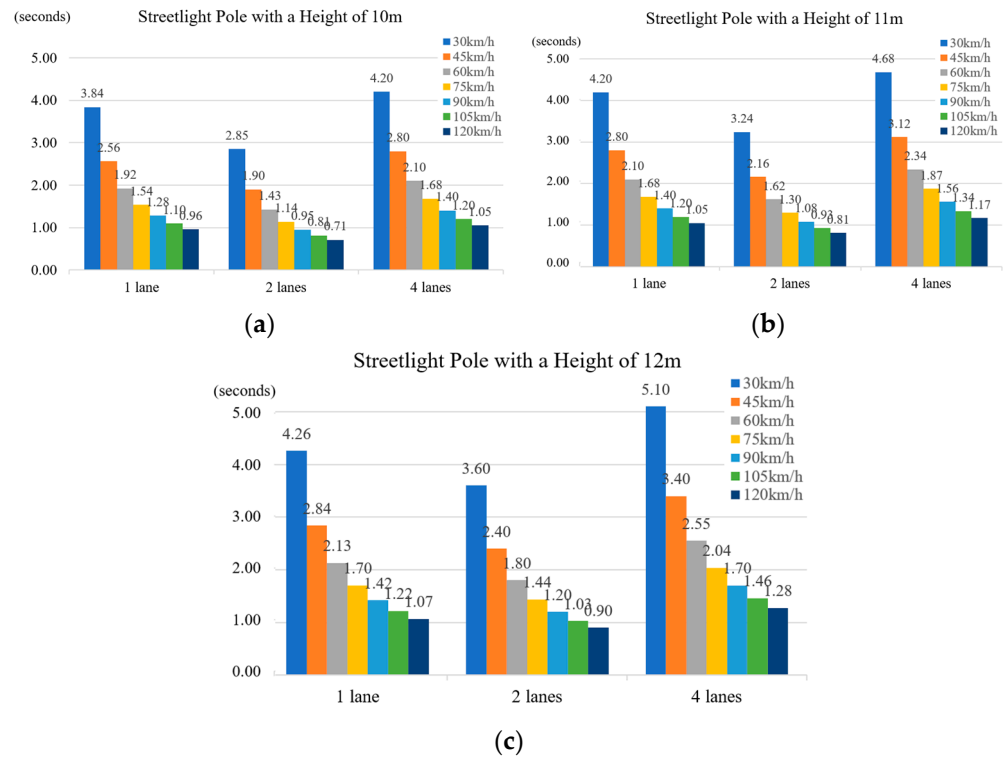 (seconds)
Streetlight Pole with a Height of 10m
30km/h
45km/h
60km/h
75km/h
90km/h
105km/h
120km/h
5.00
4.00
3.00
2.00
1.00
0.00
3.84
2.56
1.92
1.54
1.28
1.10
0.96
2.85
1.90
1.43
1.14
0.95
0.81
0.71
4.20
2.80
2.10
1.68
1.40
1.20
1.05
1 lane
2 lanes
4 lanes
(a)
Streetlight Pole with a Height of 11m
(seconds)
30km/h
45km/h
60km/h
75km/h
90km/h
105km/h
120km/h
5.00
4.00
3.00
2.00
1.00
0.00
4.20
2.80
2.10
1.68
1.40
1.20
1.05
3.24
2.16
1.62
1.30
1.08
0.93
0.81
4.68
3.12
2.34
1.87
1.56
1.34
1.17
1 lane
2 lanes
4 lanes
(b)
Streetlight Pole with a Height of 12m
(seconds)
30km/h
45km/h
60km/h
75km/h
90km/h
105km/h
120km/h
5.00
4.00
3.00
2.00
1.00
0.00
4.26
2.84
2.13
1.70
1.42
1.22
1.07
3.60
2.40
1.80
1.44
1.20
1.03
0.90
5.10
3.40
2.55
2.04
1.70
1.46
1.28
1 lane
2 lanes
4 lanes
(c)